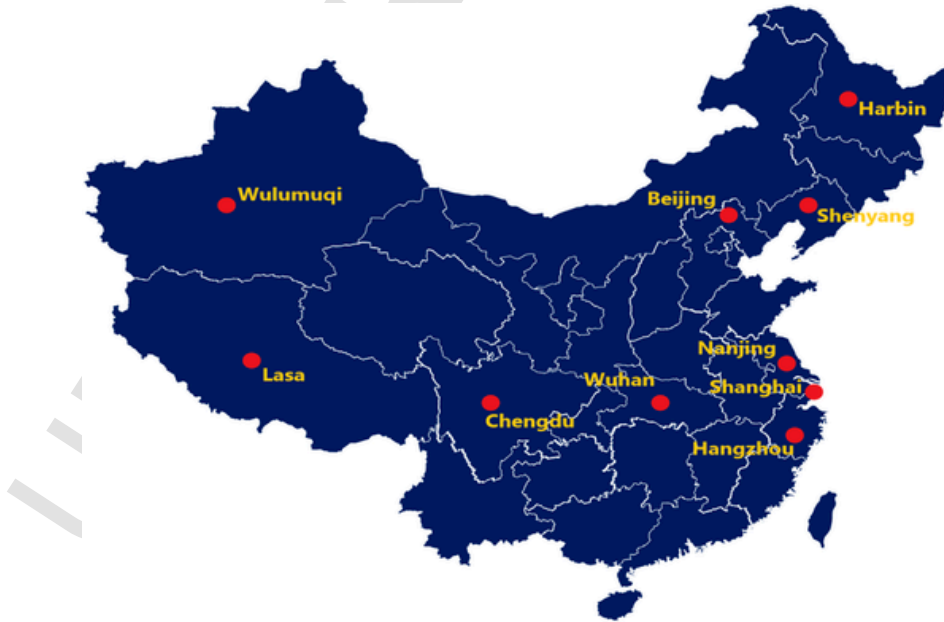 Harbin
Wulumuqi
Beijing
Shenyang
Nanjing
Lasa
Wuhan
Shanghai
Chengdu
Hangzhou